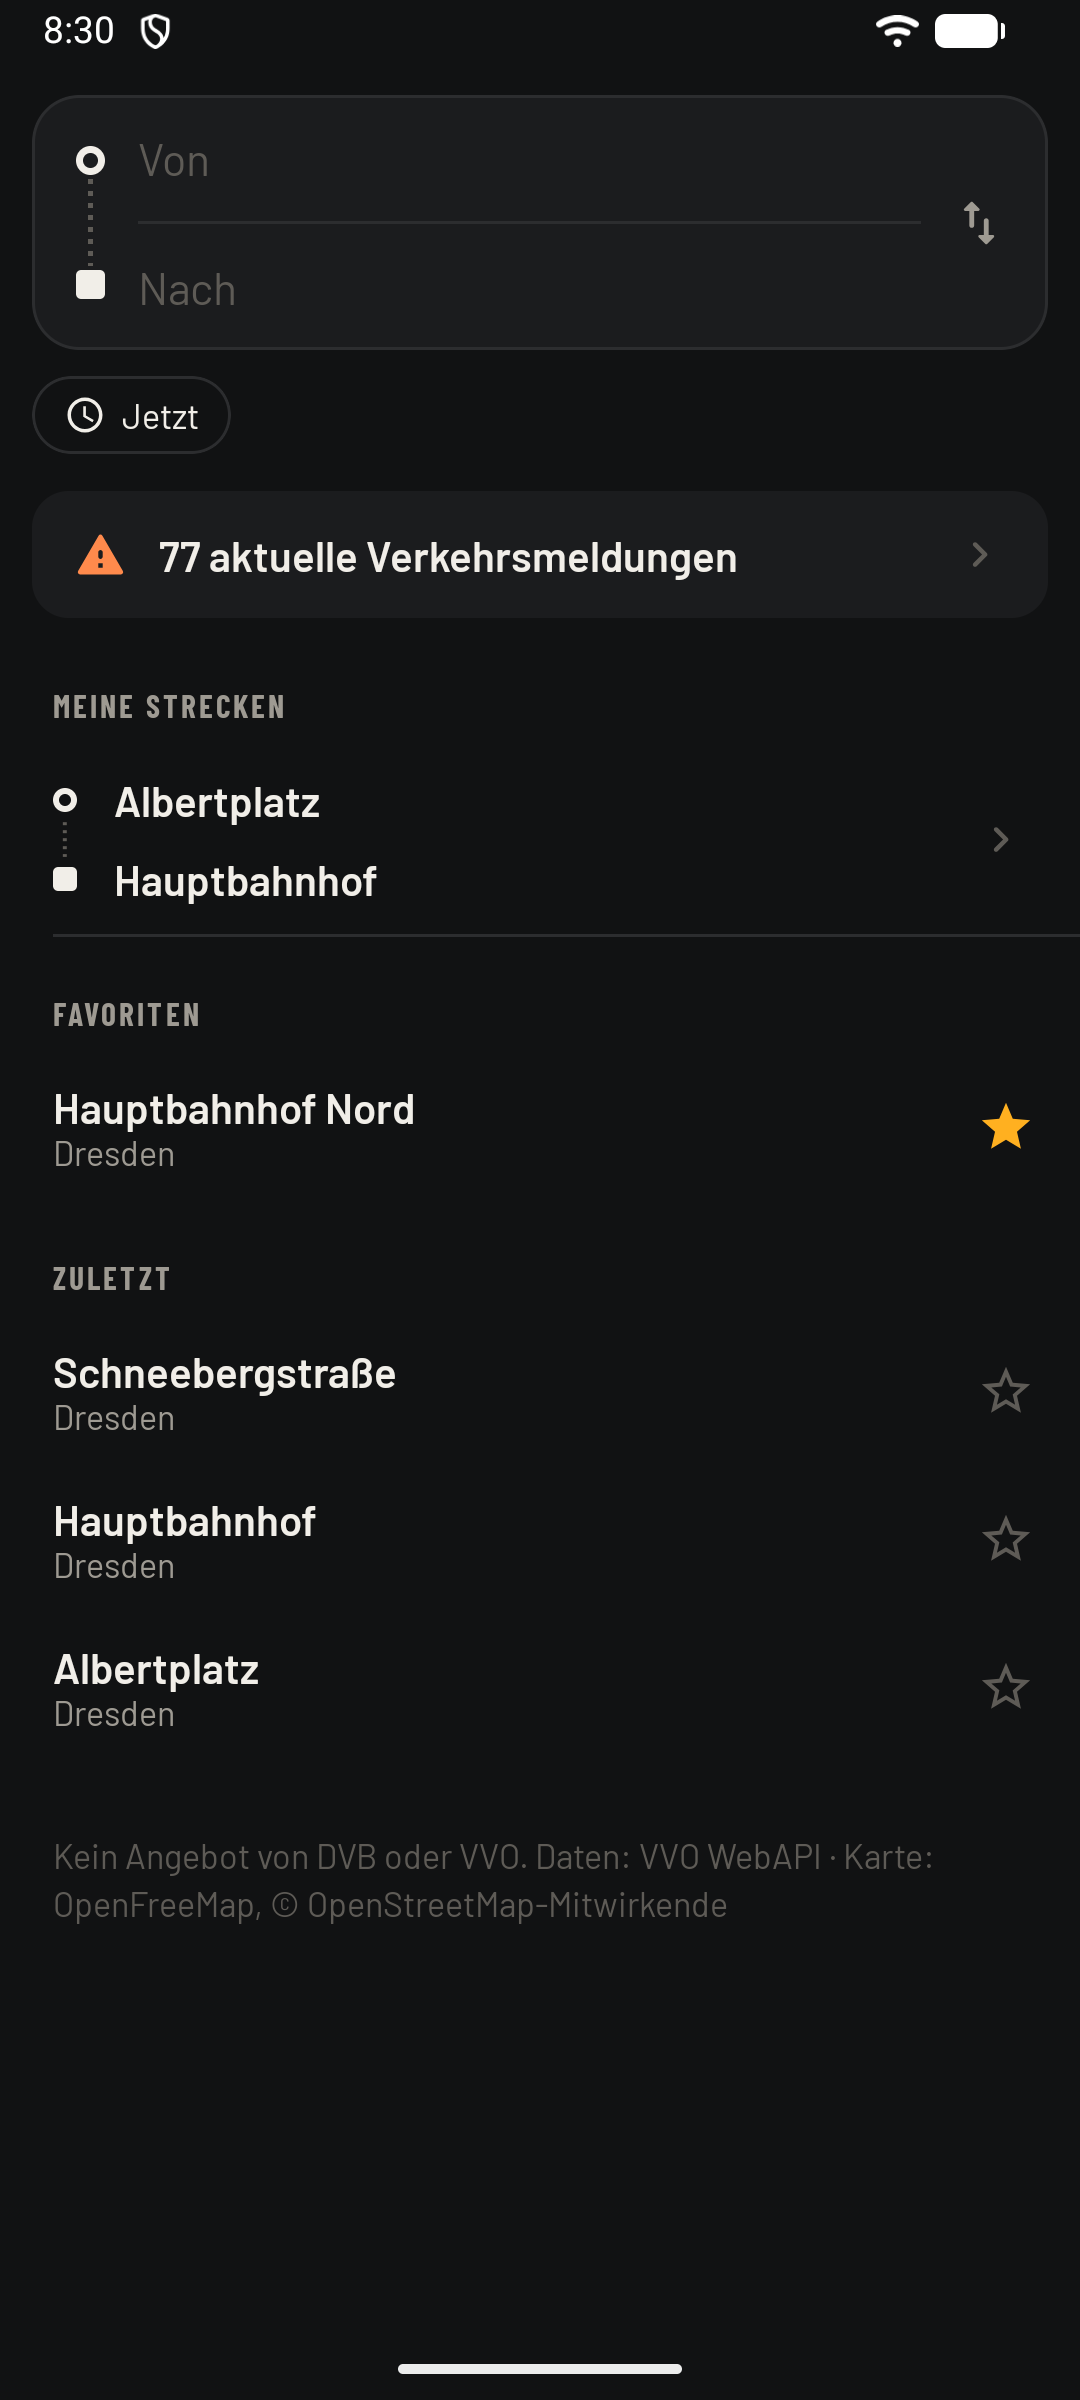 8:30
Von
Nach
Jetzt
77 aktuelle Verkehrsmeldungen
MEINE STRECKEN
Albertplatz
Hauptbahnhof
FAVORITEN
Hauptbahnhof Nord
Dresden
ZULETZT
Schneebergstraße
Dresden
Hauptbahnhof
Dresden
Albertplatz
Dresden
Kein Angebot von DVB oder VVO. Daten: VVO WebAPI · Karte:
OpenFreeMap, © OpenStreetMap-Mitwirkende